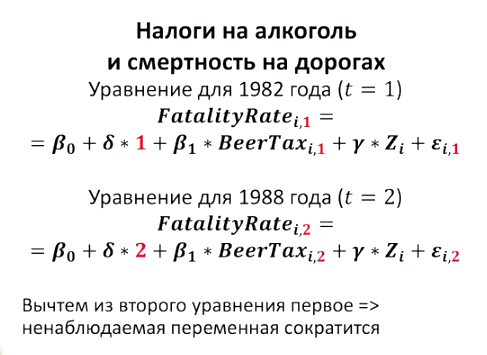 Налоги на алкоголь
и смертность на дорогах
Уравнение для 1982 года (t = 1)
FatalityRate_{i,1} =
= β₀ + δ * 1 + β₁ * BeerTax_{i,1} + γ * Z_i + ε_{i,1}
Уравнение для 1988 года (t = 2)
FatalityRate_{i,2} =
= β₀ + δ * 2 + β₁ * BeerTax_{i,2} + γ * Z_i + ε_{i,2}
Вычтем из второго уравнения первое =>
ненаблюдаемая переменная сократится